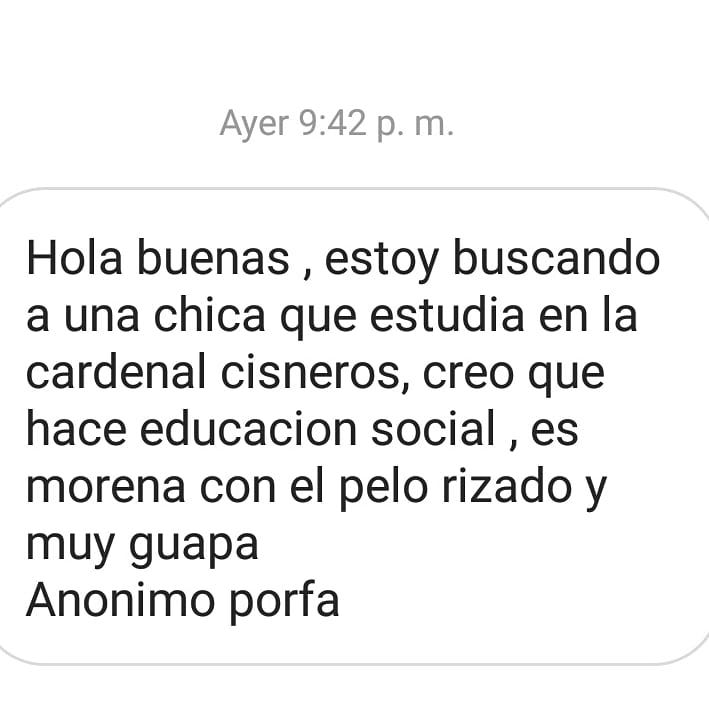 Ayer 9:42 p. m.
Hola buenas , estoy buscando
a una chica que estudia en la
cardenal cisneros, creo que
hace educacion social , es
morena con el pelo rizado y
muy guapa
Anonimo porfa